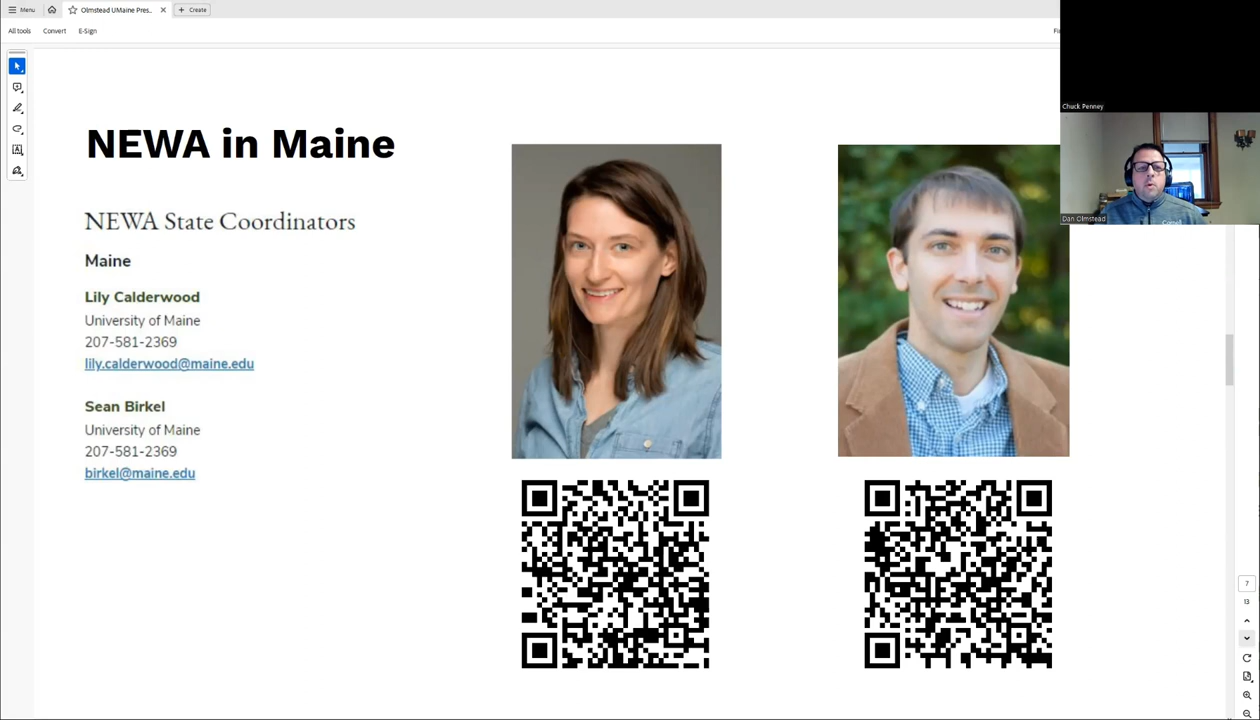 Menu
Olmstead UMaine Pres...
Create
All tools
Convert
E-Sign
Chuck Penney
Dan Olmstead
NEWA in Maine
NEWA State Coordinators
Maine
Lily Calderwood
University of Maine
207-581-2369
lily.calderwood@maine.edu
Sean Birkel
University of Maine
207-581-2369
birkel@maine.edu
7
13